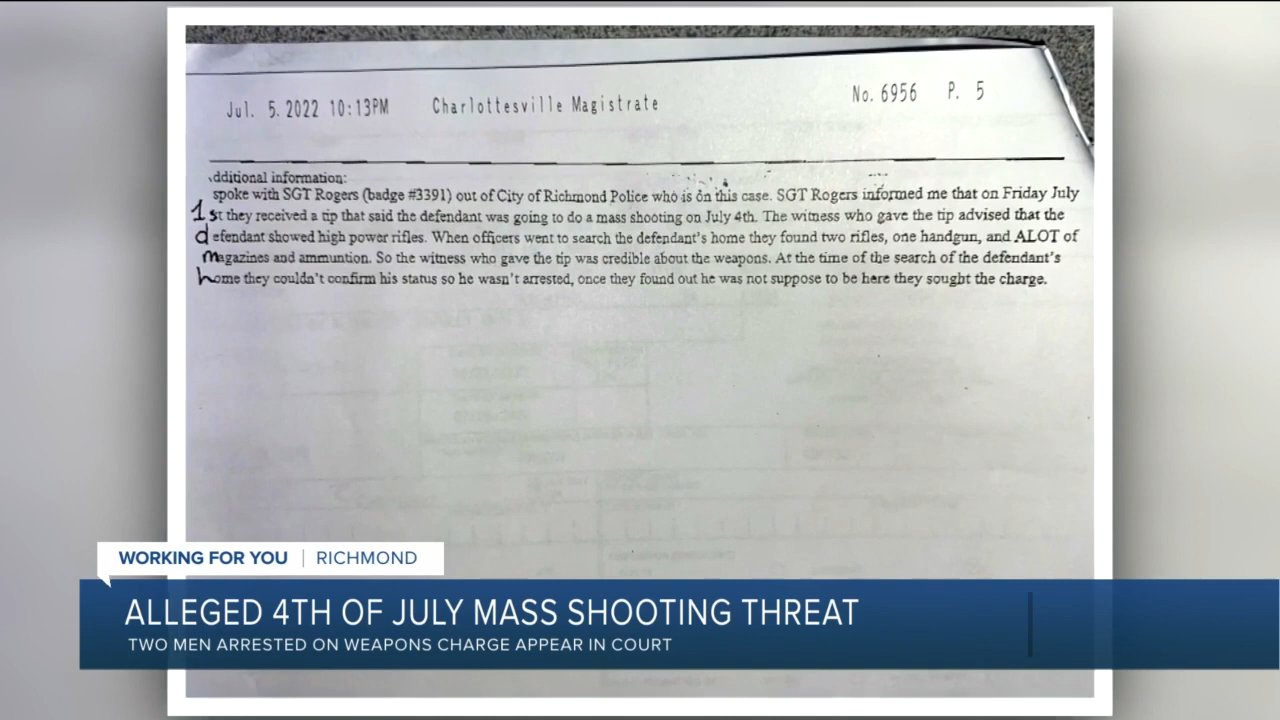 Jul. 5. 2022 10:13PM Charlottesville Magistrate No. 6956 P. 5
dditional information:
spoke with SGT Rogers (badge #3391) out of City of Richmond Police who is on this case. SGT Rogers informed me that on Friday July
1st they received a tip that said the defendant was going to do a mass shooting on July 4th. The witness who gave the tip advised that the
defendant showed high power rifles. When officers went to search the defendant's home they found two rifles, one handgun, and ALOT of
magazines and ammuntion. So the witness who gave the tip was credible about the weapons. At the time of the search of the defendant's
home they couldn't confirm his status so he wasn't arrested, once they found out he was not suppose to be here they sought the charge.
WORKING FOR YOU | RICHMOND
ALLEGED 4TH OF JULY MASS SHOOTING THREAT
TWO MEN ARRESTED ON WEAPONS CHARGE APPEAR IN COURT